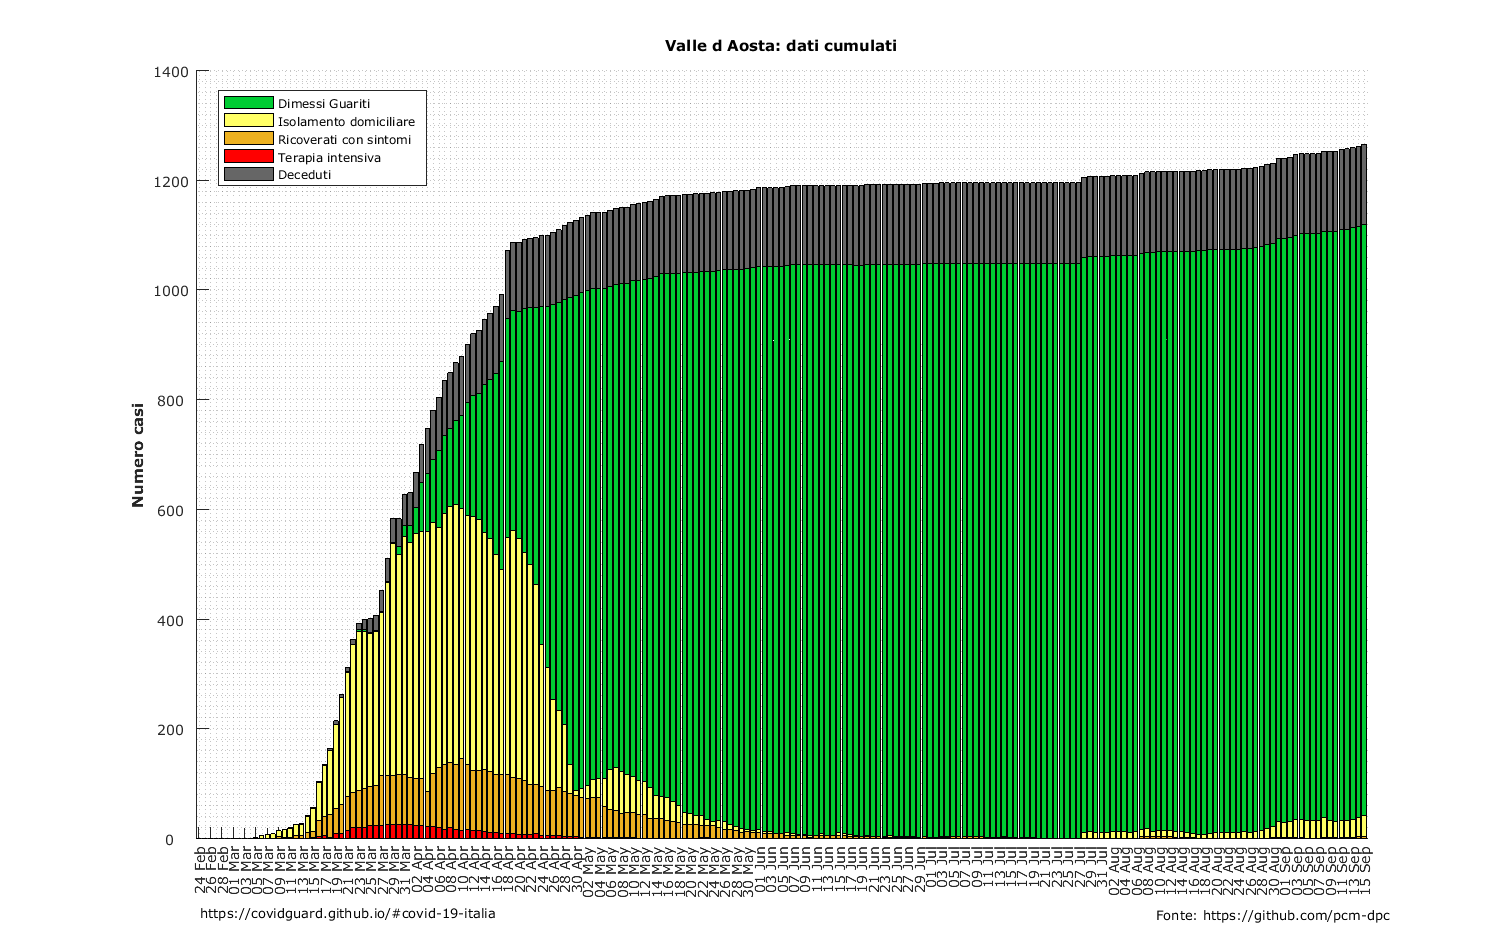 Valle d Aosta: dati cumulati
1400
1200
1000
800
600
400
200
0
Numero casi
Dimessi Guariti
Isolamento domiciliare
Ricoverati con sintomi
Terapia intensiva
Deceduti
24 Feb
26 Feb
28 Feb
01 Mar
03 Mar
05 Mar
07 Mar
09 Mar
11 Mar
13 Mar
15 Mar
17 Mar
19 Mar
21 Mar
23 Mar
25 Mar
27 Mar
29 Mar
31 Mar
02 Apr
04 Apr
06 Apr
08 Apr
10 Apr
12 Apr
14 Apr
16 Apr
18 Apr
20 Apr
22 Apr
24 Apr
26 Apr
28 Apr
30 Apr
02 May
04 May
06 May
08 May
10 May
12 May
14 May
16 May
18 May
20 May
22 May
24 May
26 May
28 May
30 May
01 Jun
03 Jun
05 Jun
07 Jun
09 Jun
11 Jun
13 Jun
15 Jun
17 Jun
19 Jun
21 Jun
23 Jun
25 Jun
27 Jun
29 Jun
01 Jul
03 Jul
05 Jul
07 Jul
09 Jul
11 Jul
13 Jul
15 Jul
17 Jul
19 Jul
21 Jul
23 Jul
25 Jul
27 Jul
29 Jul
31 Jul
02 Aug
04 Aug
06 Aug
08 Aug
10 Aug
12 Aug
14 Aug
16 Aug
18 Aug
20 Aug
22 Aug
24 Aug
26 Aug
28 Aug
30 Aug
01 Sep
03 Sep
05 Sep
07 Sep
09 Sep
11 Sep
13 Sep
15 Sep
https://covidguard.github.io/#covid-19-italia
Fonte: https://github.com/pcm-dpc